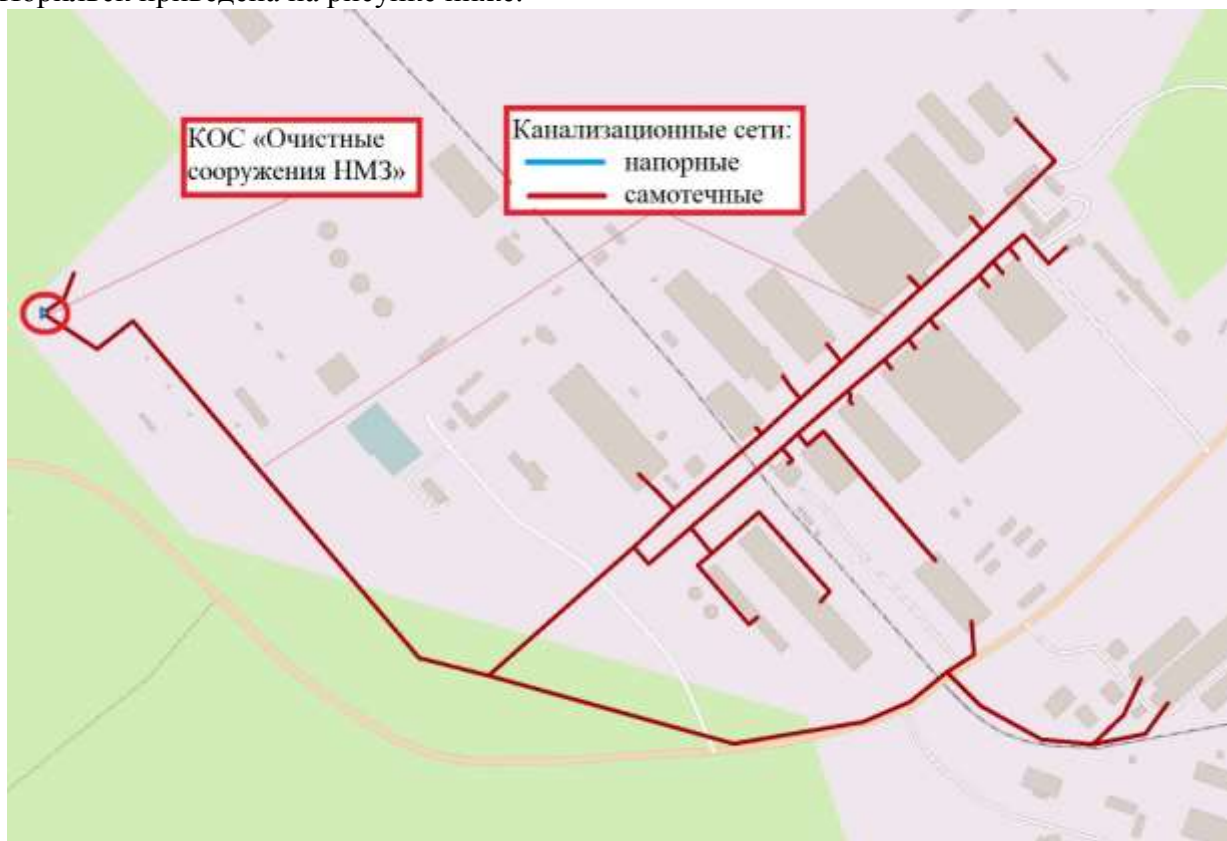 КОС «Очистные
сооружения НМЗ»
Канализационные сети:
напорные
самотечные